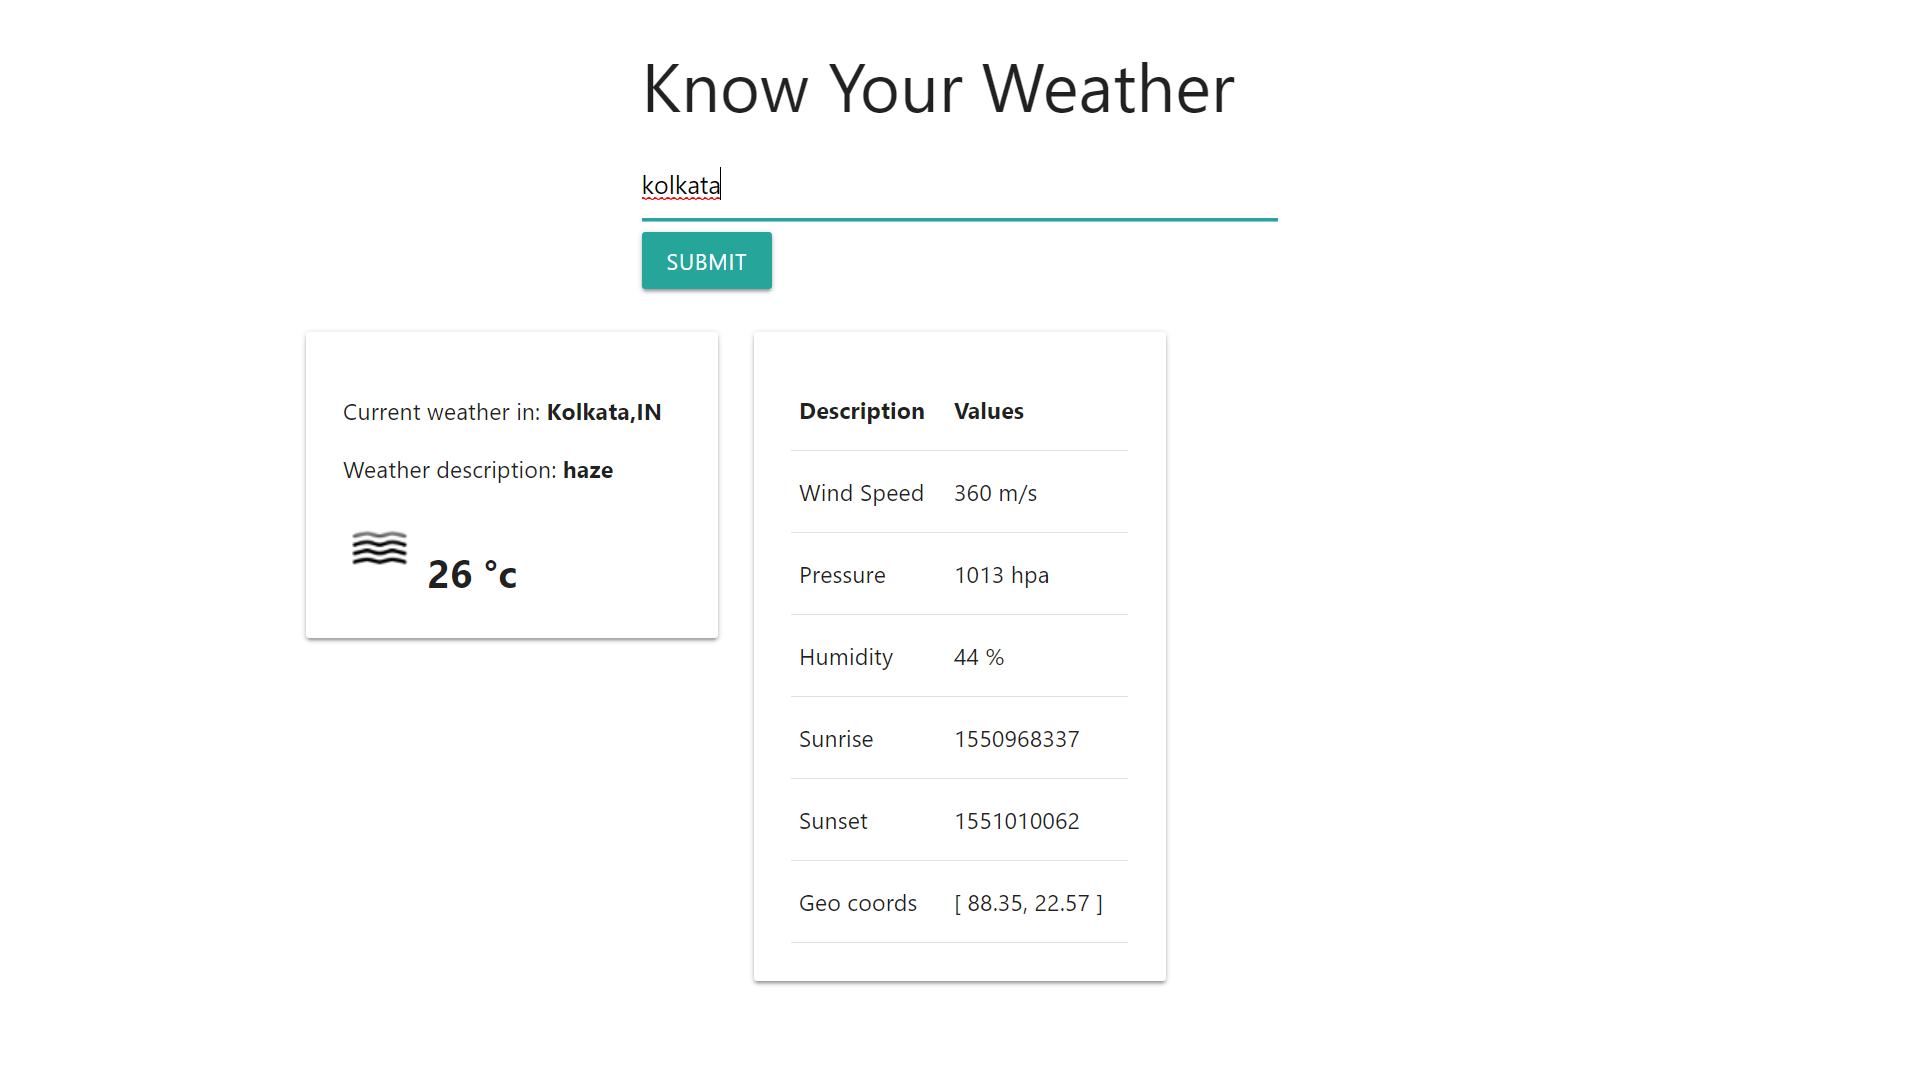 Know Your Weather
kolkata
SUBMIT
Current weather in: Kolkata,IN
Weather description: haze
26 °c
Description Values
Wind Speed 360 m/s
Pressure 1013 hpa
Humidity 44 %
Sunrise 1550968337
Sunset 1551010062
Geo coords [ 88.35, 22.57 ]